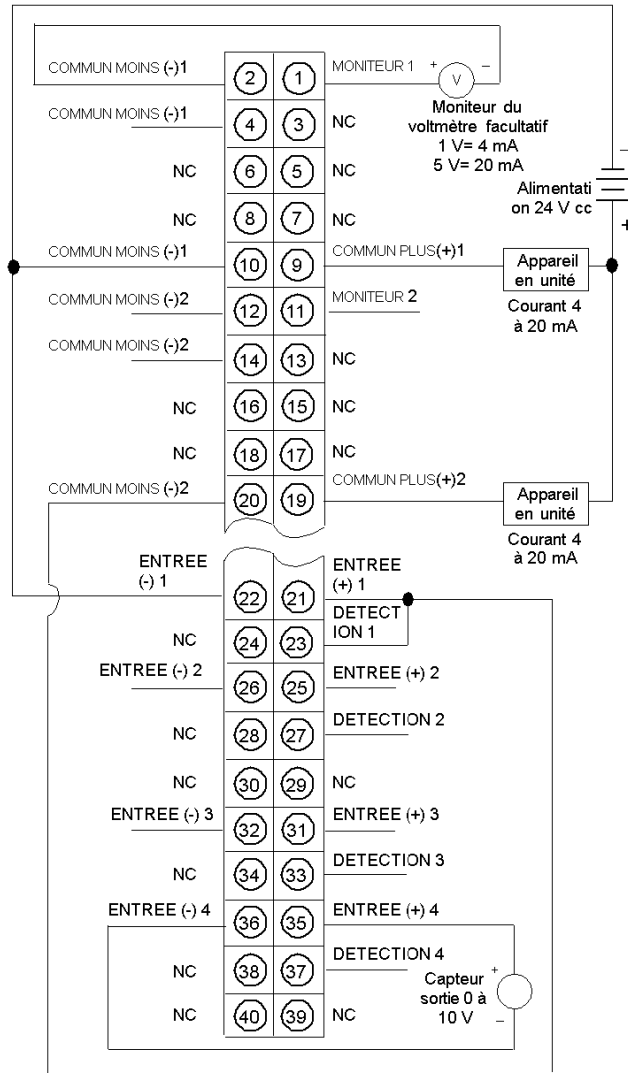 COMMUN MOINS (-)1
2
1
MONITEUR 1
+
V
–
Moniteur du
voltmètre facultatif
1 V= 4 mA
5 V= 20 mA
COMMUN MOINS (-)1
4
3
NC
NC
6
5
NC
–
Alimentati
on 24 V cc
+
NC
8
7
NC
COMMUN MOINS (-)1
10
9
COMMUN PLUS(+)1
Appareil
en unité
Courant 4
à 20 mA
COMMUN MOINS (-)2
12
11
MONITEUR 2
COMMUN MOINS (-)2
14
13
NC
NC
16
15
NC
NC
18
17
NC
COMMUN MOINS (-)2
20
19
COMMUN PLUS(+)2
Appareil
en unité
Courant 4
à 20 mA
ENTREE
(-) 1
22
21
ENTREE
(+) 1
NC
24
23
DETECT
ION 1
ENTREE (-) 2
26
25
ENTREE (+) 2
NC
28
27
DETECTION 2
NC
30
29
NC
ENTREE (-) 3
32
31
ENTREE (+) 3
NC
34
33
DETECTION 3
ENTREE (-) 4
36
35
ENTREE (+) 4
NC
38
37
DETECTION 4
Capteur
sortie 0 à
10 V
+
–
NC
40
39
NC